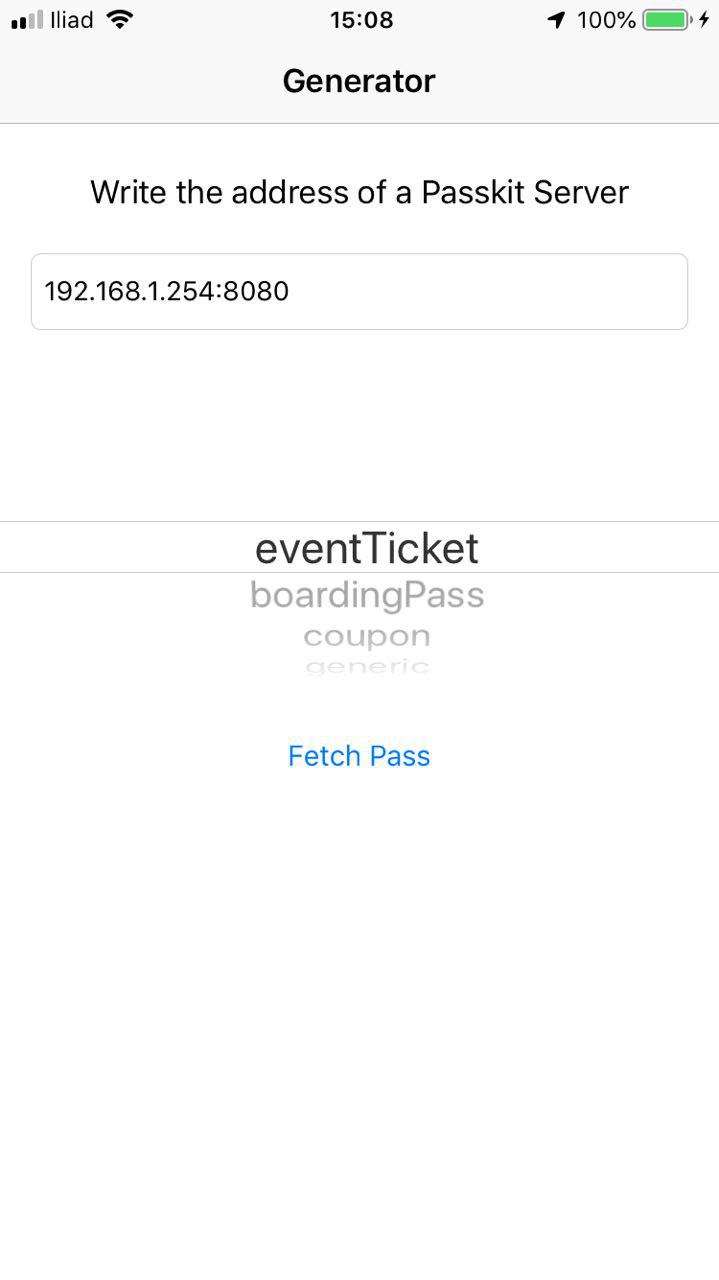 Iliad 15:08 100%
Generator
Write the address of a Passkit Server
192.168.1.254:8080
eventTicket
boardingPass
coupon
generic
Fetch Pass